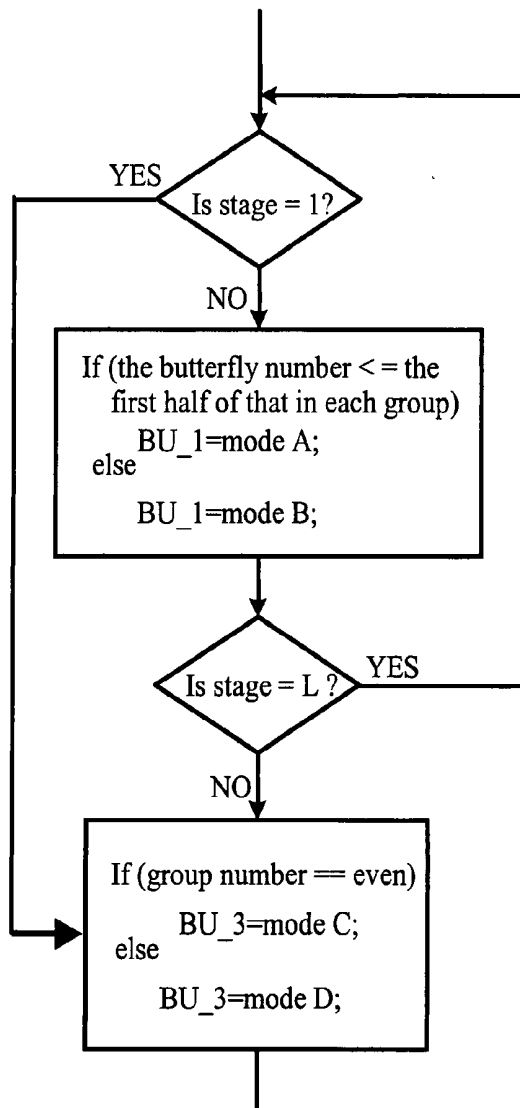 YES
Is stage = 1?
NO
If (the butterfly number < = the
first half of that in each group)
BU_1=mode A;
else
BU_1=mode B;
Is stage = L ?
YES
NO
If (group number == even)
BU_3=mode C;
else
BU_3=mode D;